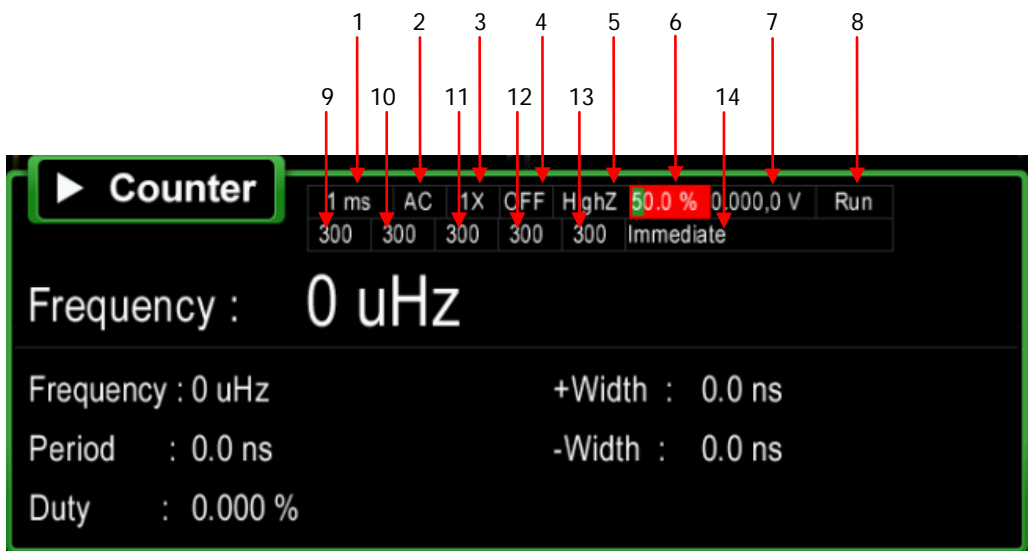 1 2 3 4 5 6 7 8
9 10 11 12 13 14
Counter
1 ms AC 1X OFF HighZ 50.0 % 0.000,0 V Run
300 300 300 300 300 Immediate
Frequency : 0 uHz
Frequency : 0 uHz +Width : 0.0 ns
Period : 0.0 ns -Width : 0.0 ns
Duty : 0.000 %